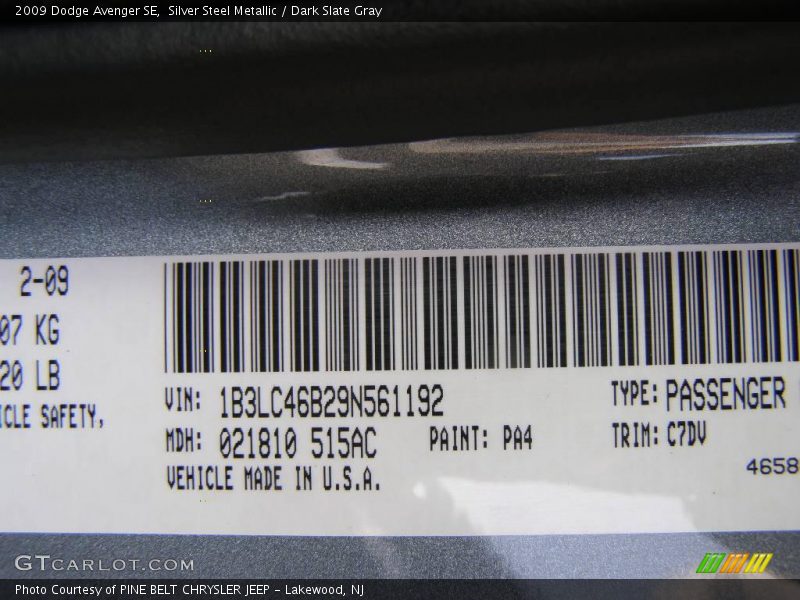 2009 Dodge Avenger SE, Silver Steel Metallic / Dark Slate Gray
2-09
07 KG
20 LB
ICLE SAFETY,
VIN: 1B3LC46B29N561192
TYPE: PASSENGER
MDH: 021810 515AC
PAINT: PA4
TRIM: C7DV
VEHICLE MADE IN U.S.A.
4658
GTCARLOT.COM
Photo Courtesy of PINE BELT CHRYSLER JEEP - Lakewood, NJ